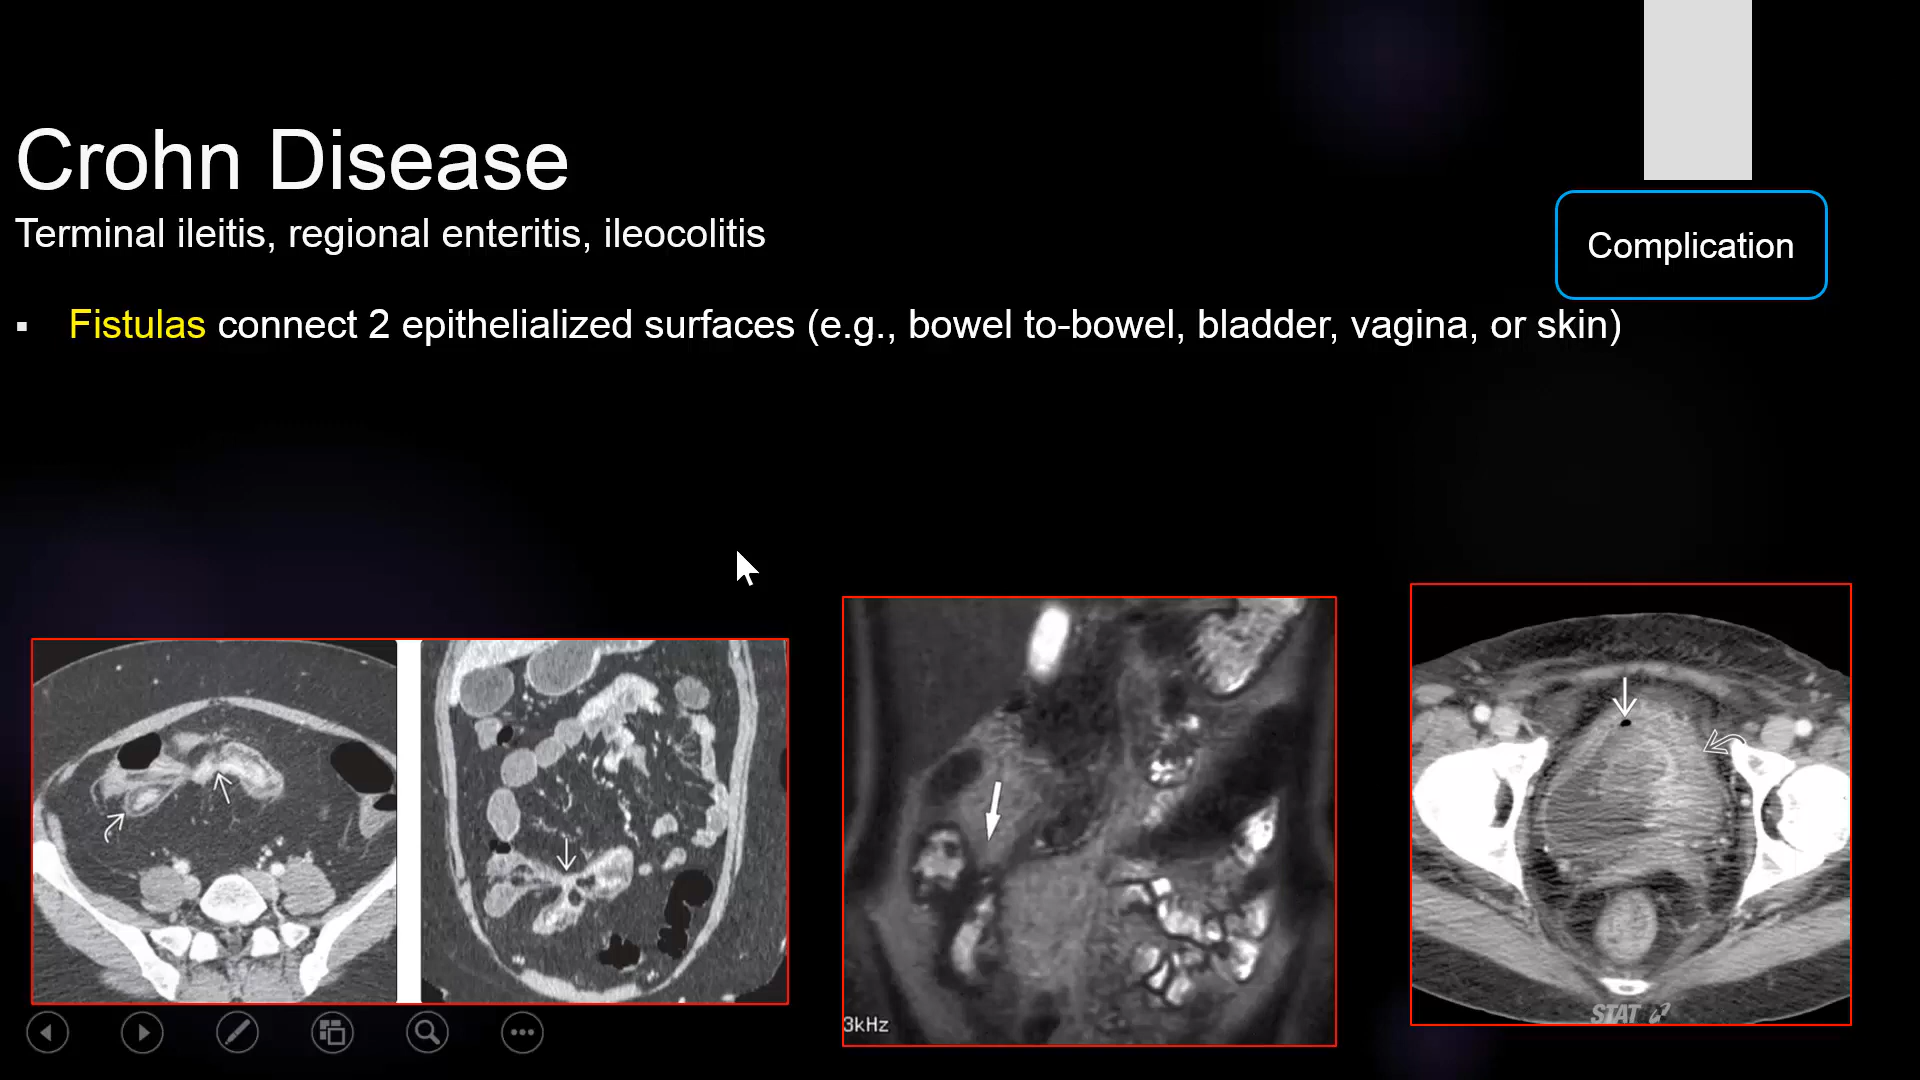 Crohn Disease
Terminal ileitis, regional enteritis, ileocolitis
Complication
▪ Fistulas connect 2 epithelialized surfaces (e.g., bowel to-bowel, bladder, vagina, or skin)
3kHz
STAT